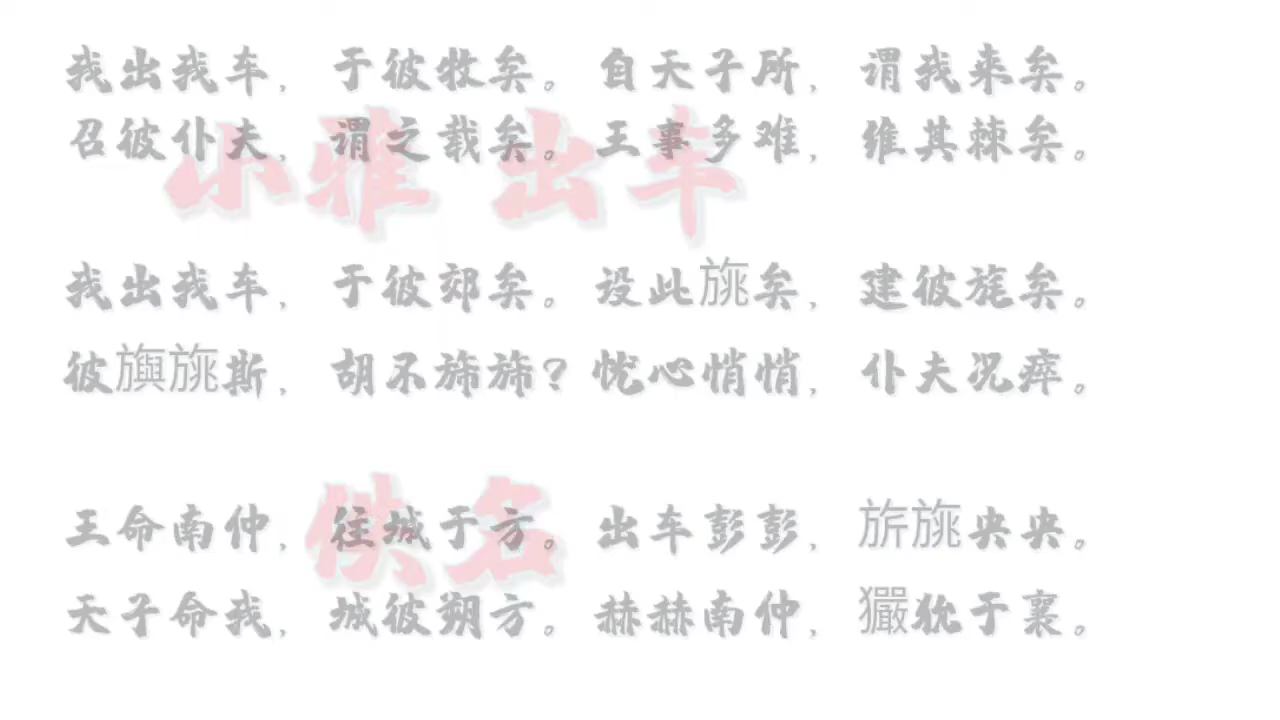 我出我车，于彼牧矣。自天子所，谓我来矣。
召彼仆夫，谓之载矣。王事多难，维其棘矣。
小雅 出车
我出我车，于彼郊矣。设此旐矣，建彼旄矣。
彼旟旐斯，胡不旆旆？忧心悄悄，仆夫况瘁。
佚名
王命南仲，往城于方。出车彭彭，旂旐央央。
天子命我，城彼朔方。赫赫南仲，玁狁于襄。